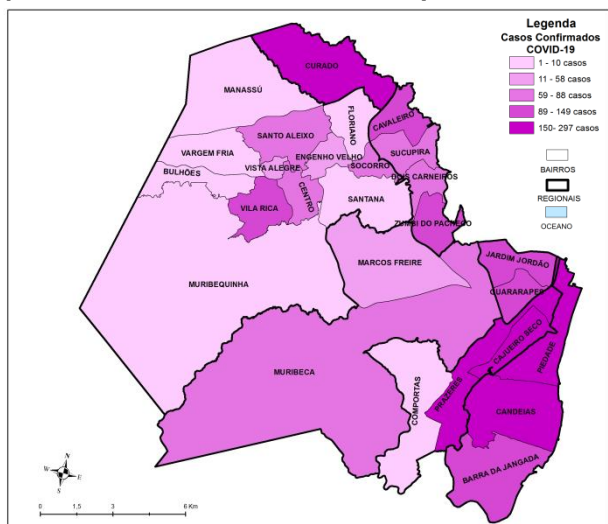 Legenda
Casos Confirmados
COVID-19
1 - 10 casos
11 - 58 casos
59 - 88 casos
89 - 149 casos
150- 297 casos
BAIRROS
REGIONAIS
OCEANO
CURADO
MANASSÚ
FLORIANO
CAVALEIRO
SANTO ALEIXO
SUCUPIRA
VARGEM FRIA
ENGENHO VELHO
SOCORRO
VISTA ALEGRE
DOIS CARNEIROS
BULHÕES
CENTRO
VILA RICA
SANTANA
ZUMBI DO PACHECO
MARCOS FREIRE
JARDIM JORDÃO
GUARARAPES
MURIBEQUINHA
CAJUEIRO SECO
PIEDADE
MURIBECA
COMPORTAS
PRAZERES
CANDEIAS
BARRA DA JANGADA
N
W
E
S
0 1,5 3 6 Km